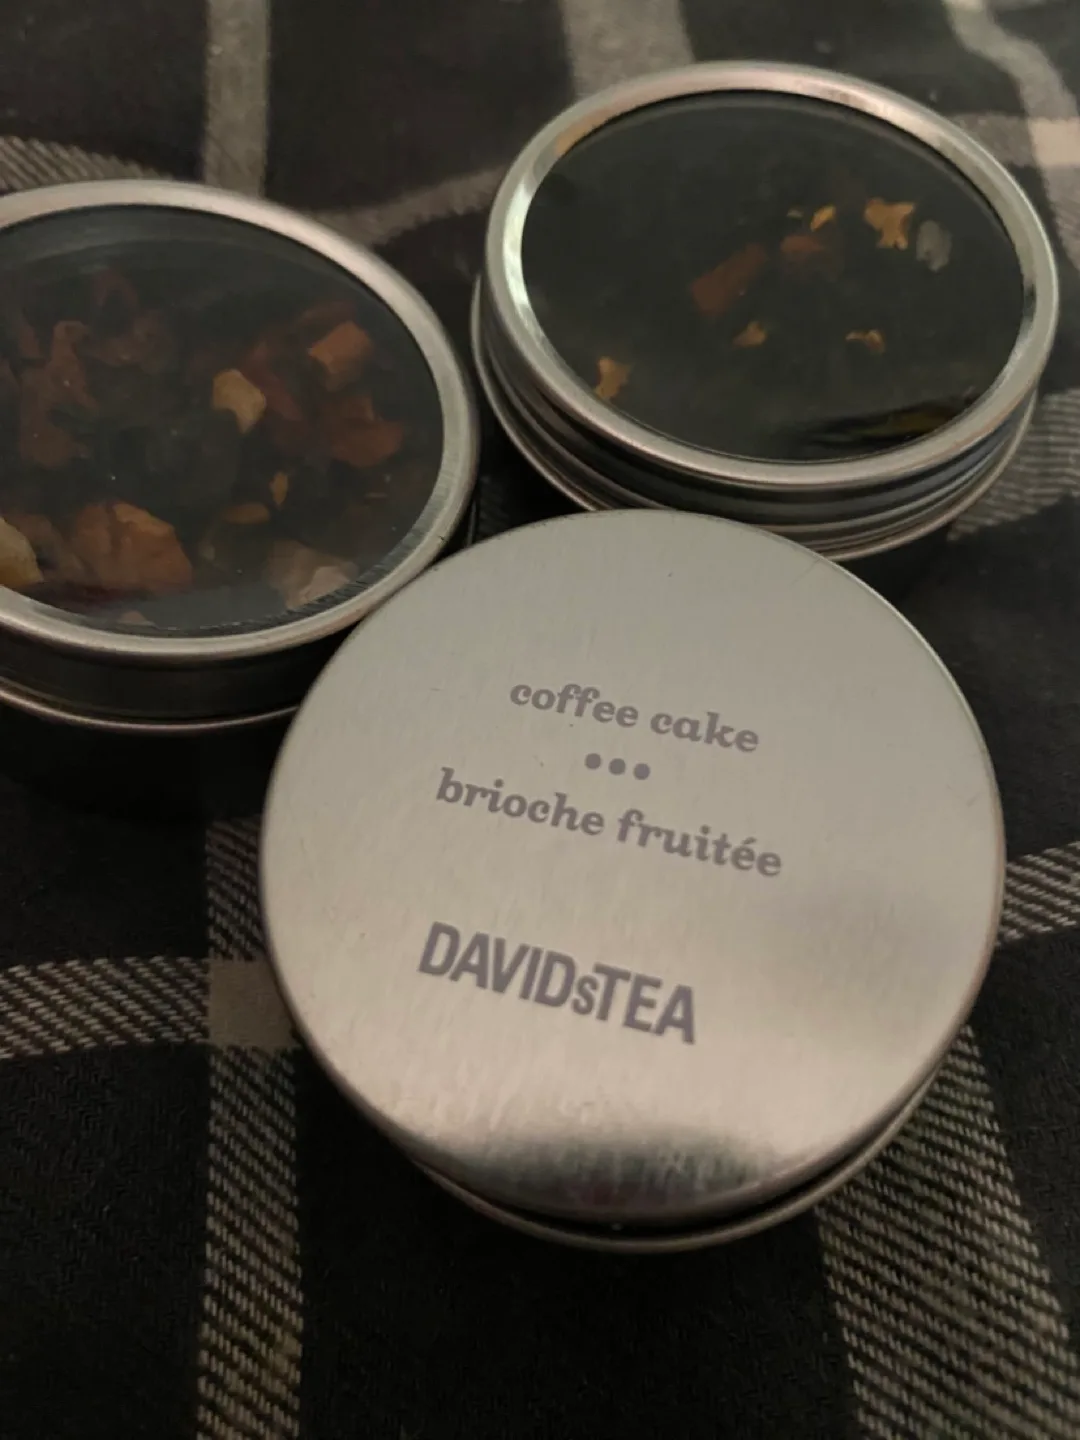 coffee cake
•••
brioche fruitée
DAVIDsTEA